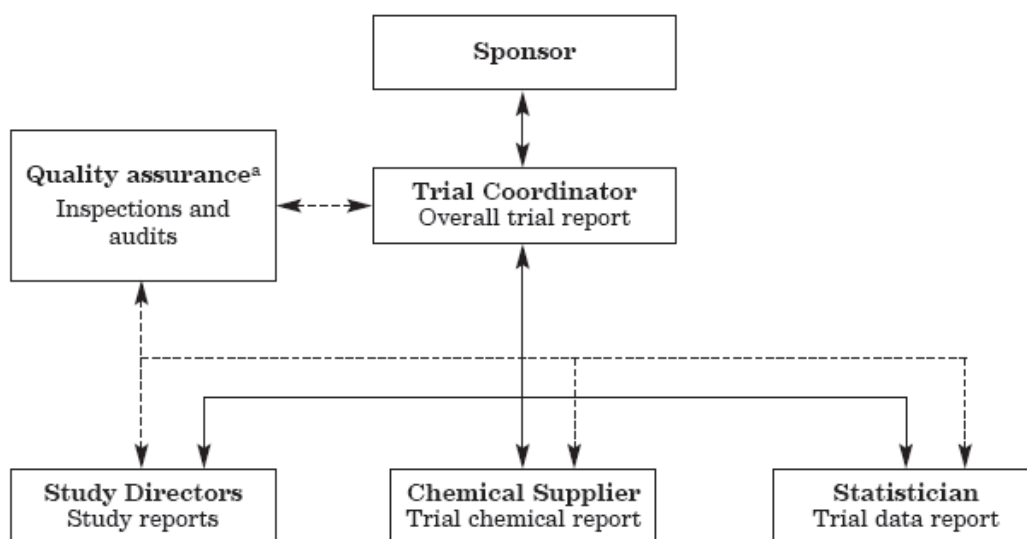 Sponsor
Quality assuranceᵃ
Inspections and
audits
Trial Coordinator
Overall trial report
Study Directors
Study reports
Chemical Supplier
Trial chemical report
Statistician
Trial data report